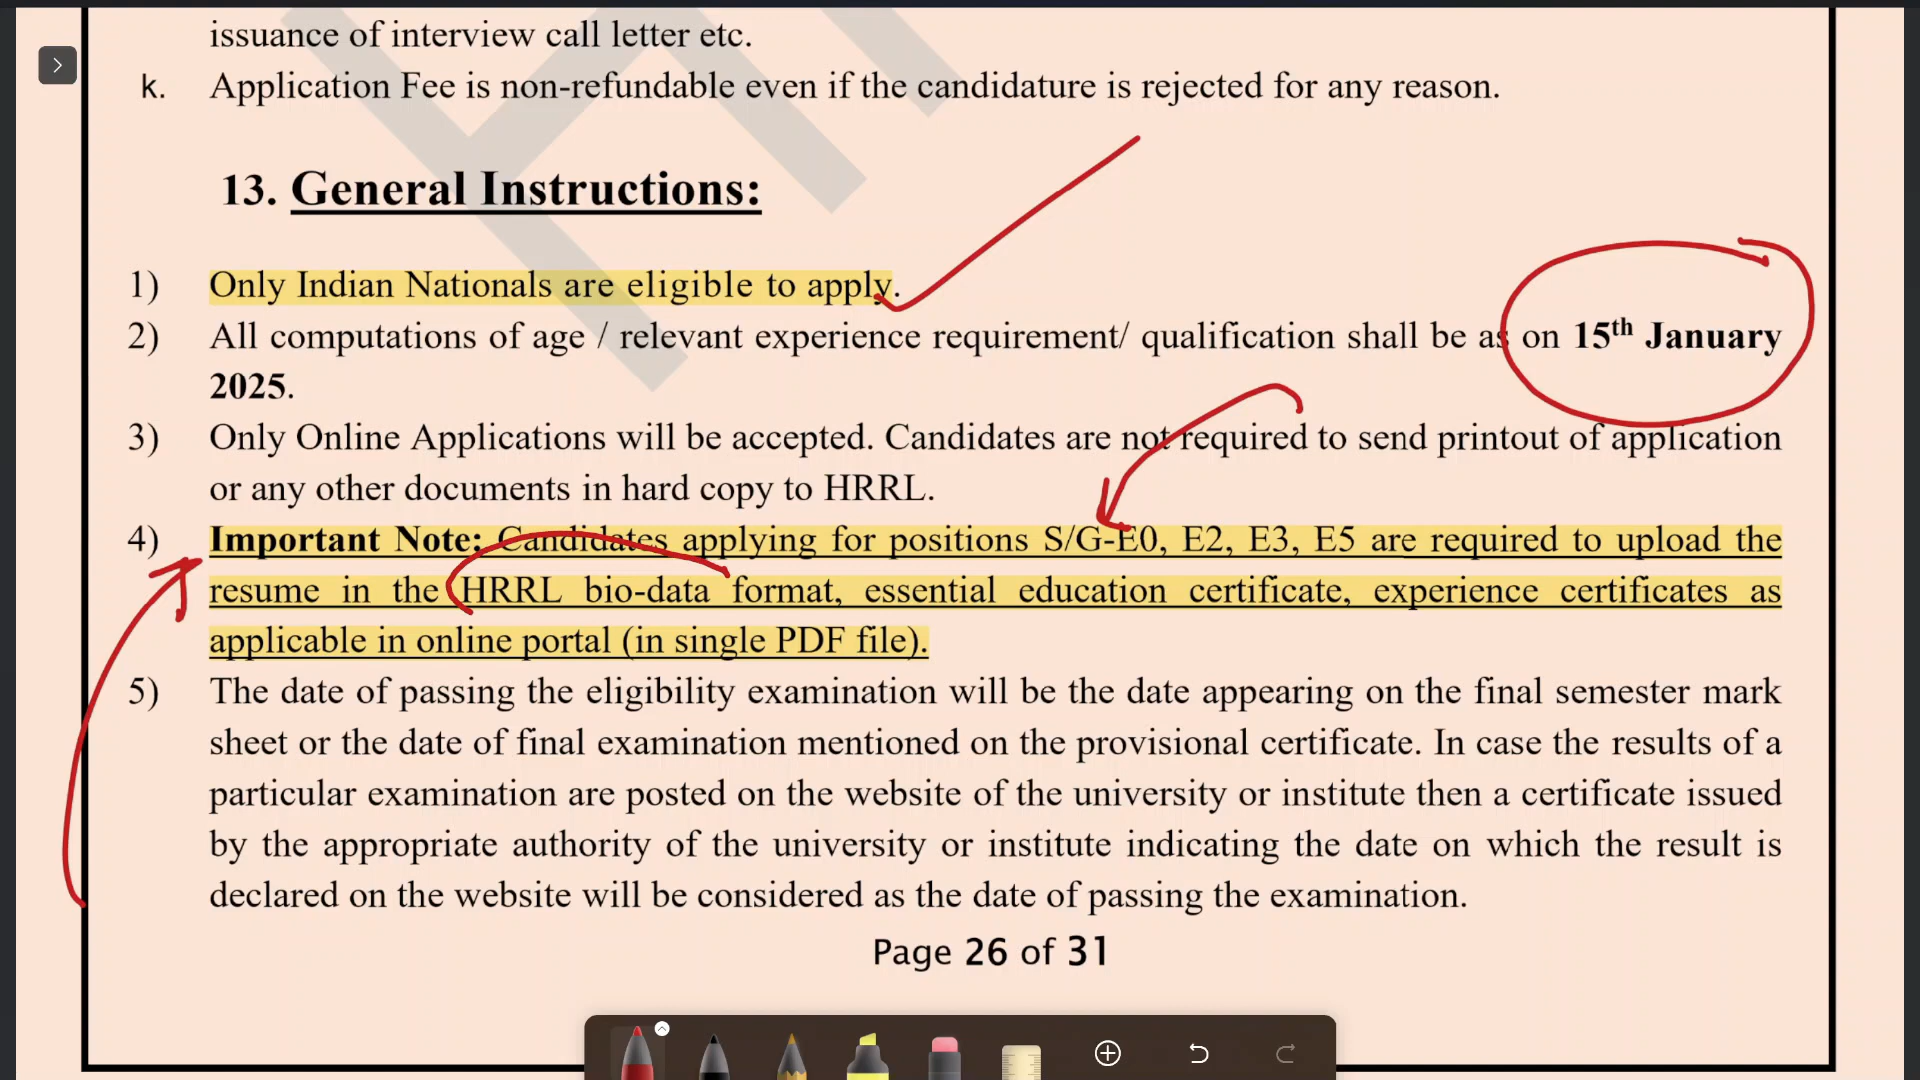 issuance of interview call letter etc.
k. Application Fee is non-refundable even if the candidature is rejected for any reason.
13. General Instructions:
1) Only Indian Nationals are eligible to apply.
2) All computations of age / relevant experience requirement/ qualification shall be as on 15th January
2025.
3) Only Online Applications will be accepted. Candidates are not required to send printout of application
or any other documents in hard copy to HRRL.
4) Important Note: Candidates applying for positions S/G-E0, E2, E3, E5 are required to upload the
resume in the HRRL bio-data format, essential education certificate, experience certificates as
applicable in online portal (in single PDF file).
5) The date of passing the eligibility examination will be the date appearing on the final semester mark
sheet or the date of final examination mentioned on the provisional certificate. In case the results of a
particular examination are posted on the website of the university or institute then a certificate issued
by the appropriate authority of the university or institute indicating the date on which the result is
declared on the website will be considered as the date of passing the examination.
Page 26 of 31